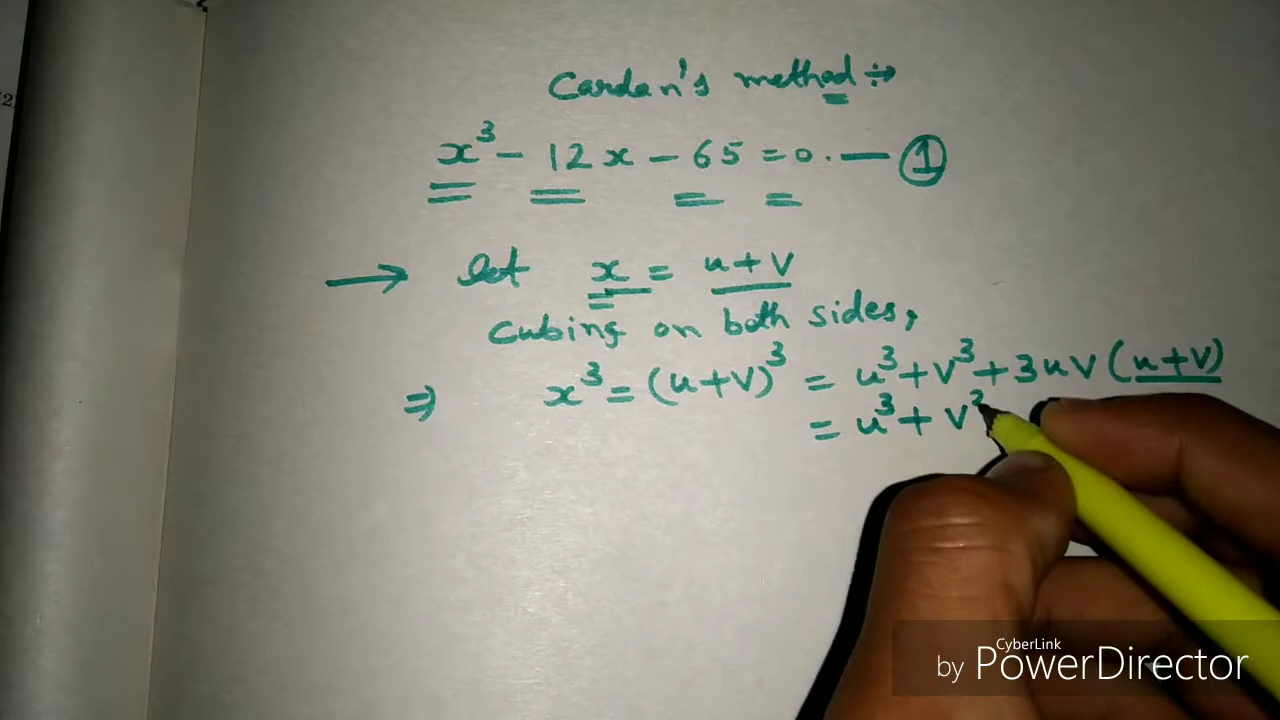 Cardan's method :→
x³ - 12x - 65 = 0. — ①
→ let x = u+v
Cubing on both sides,
⇒ x³ = (u+v)³ = u³+v³+3uv(u+v)
= u³+v³
CyberLink
by PowerDirector